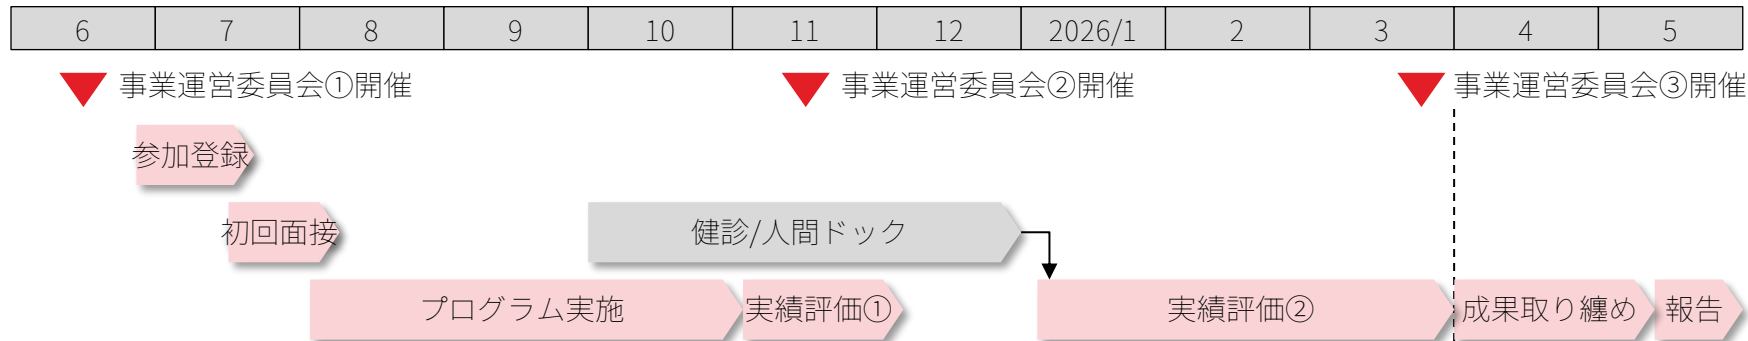 6 7 8 9 10 11 12 2026/1 2 3 4 5
事業運営委員会①開催 事業運営委員会②開催 事業運営委員会③開催
参加登録
初回面接 健診/人間ドック
プログラム実施 実績評価① 実績評価② 成果取り纏め 報告